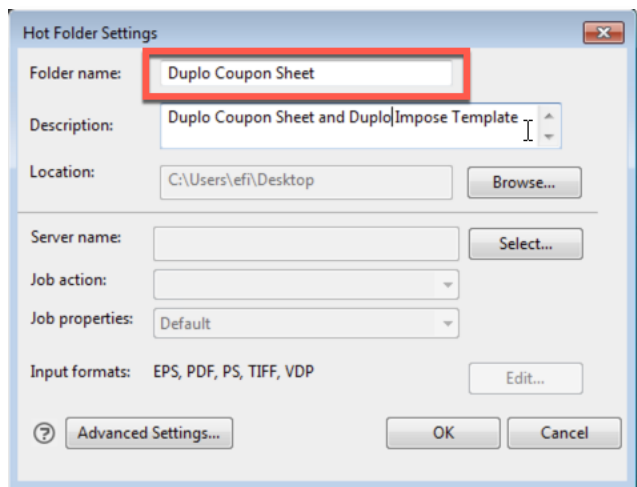 Hot Folder Settings
Folder name: Duplo Coupon Sheet
Description: Duplo Coupon Sheet and Duplo Impose Template
Location: C:\Users\efi\Desktop Browse...
Server name: Select...
Job action:
Job properties: Default
Input formats: EPS, PDF, PS, TIFF, VDP Edit...
? Advanced Settings... OK Cancel